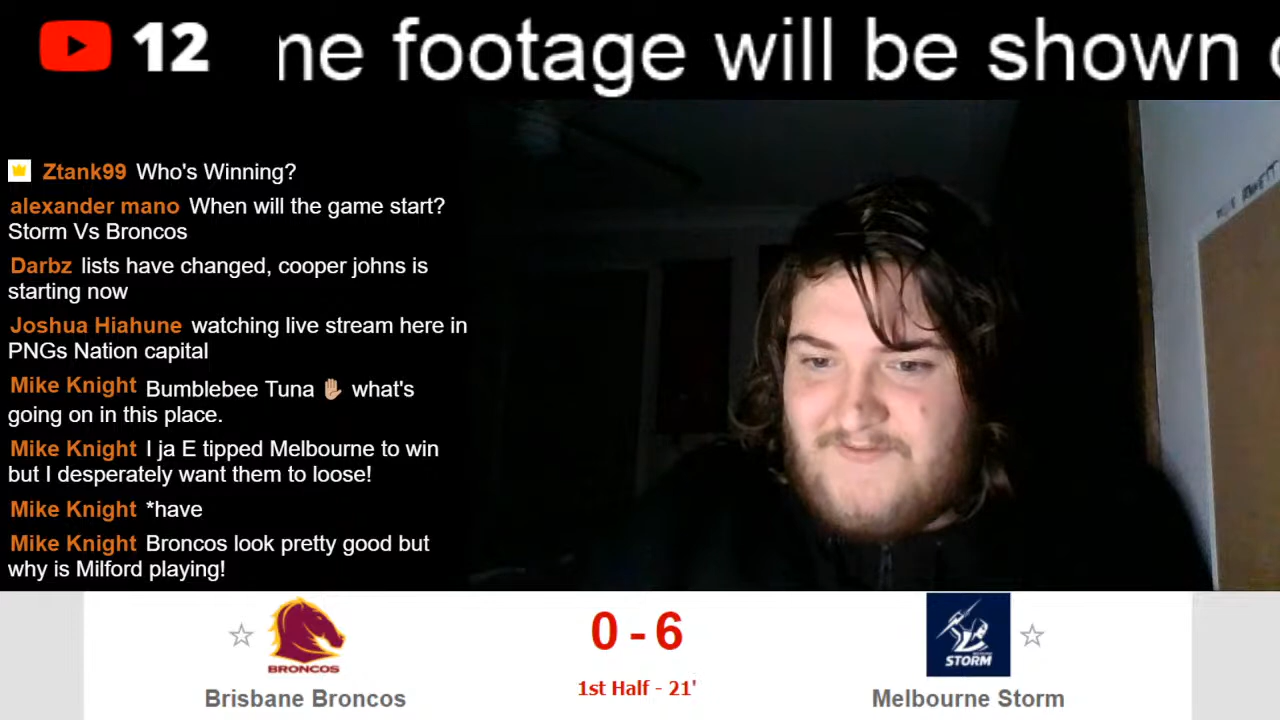 12
ne footage will be shown
Ztank99 Who's Winning?
alexander mano When will the game start?
Storm Vs Broncos
Darbz lists have changed, cooper johns is
starting now
Joshua Hiahune watching live stream here in
PNGs Nation capital
Mike Knight Bumblebee Tuna ✋🏼 what's
going on in this place.
Mike Knight I ja E tipped Melbourne to win
but I desperately want them to loose!
Mike Knight *have
Mike Knight Broncos look pretty good but
why is Milford playing!
BRONCOS
Brisbane Broncos
0 - 6
1st Half - 21'
STORM
Melbourne Storm